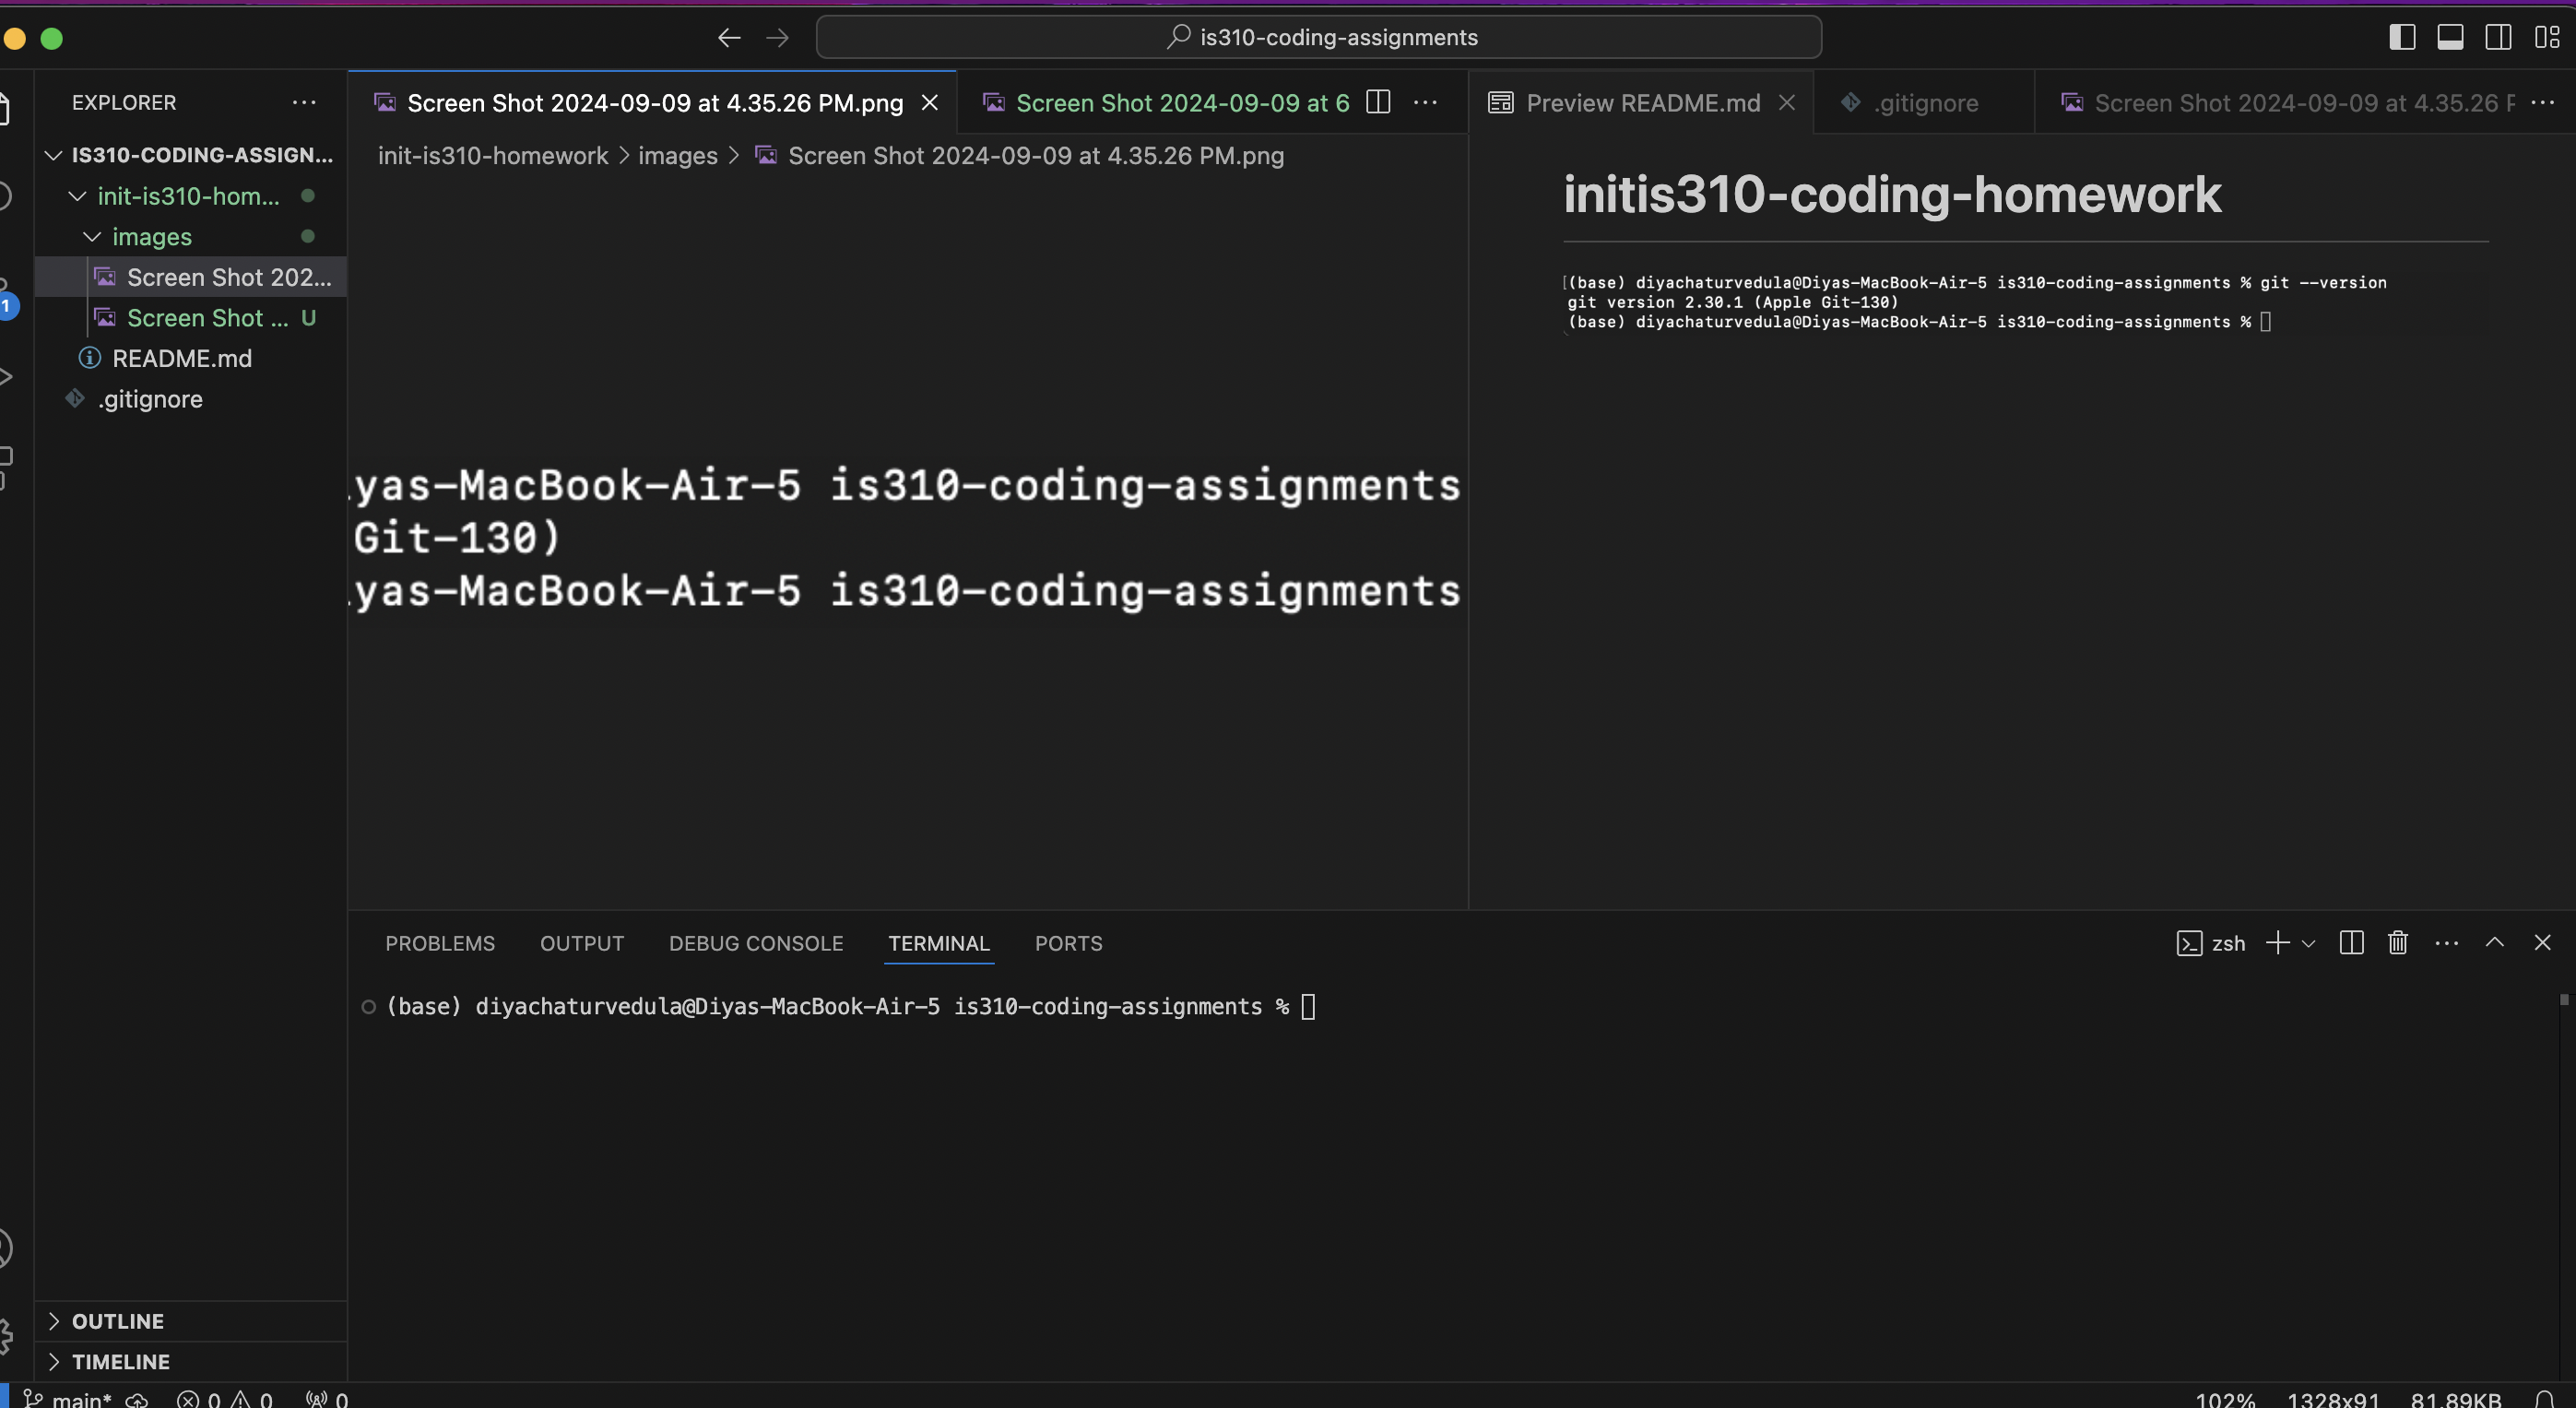 is310-coding-assignments
EXPLORER
IS310-CODING-ASSIGN...
init-is310-hom...
images
Screen Shot 202...
Screen Shot ... U
README.md
.gitignore
OUTLINE
TIMELINE
1
Screen Shot 2024-09-09 at 4.35.26 PM.png
Screen Shot 2024-09-09 at 6
init-is310-homework > images > Screen Shot 2024-09-09 at 4.35.26 PM.png
yas-MacBook-Air-5 is310-coding-assignments
Git-130)
yas-MacBook-Air-5 is310-coding-assignments
Preview README.md
.gitignore
Screen Shot 2024-09-09 at 4.35.26 P
initis310-coding-homework
[(base) diyachaturvedula@Diyas-MacBook-Air-5 is310-coding-assignments % git --version
git version 2.30.1 (Apple Git-130)
(base) diyachaturvedula@Diyas-MacBook-Air-5 is310-coding-assignments %
PROBLEMS OUTPUT DEBUG CONSOLE TERMINAL PORTS
zsh
(base) diyachaturvedula@Diyas-MacBook-Air-5 is310-coding-assignments %
main* 0 0 0
102% 1328x91 81.89KB